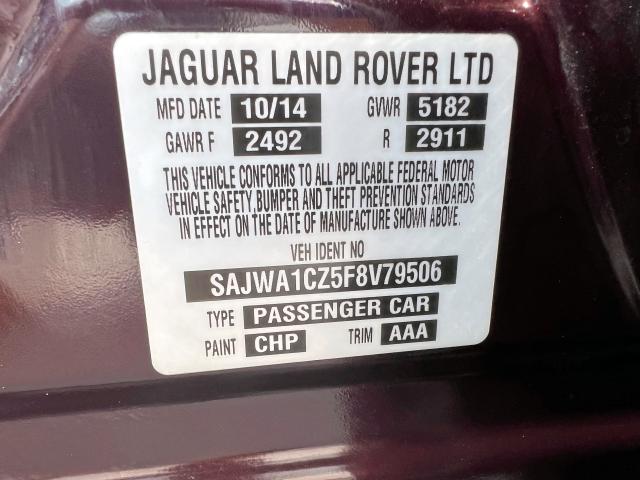 JAGUAR LAND ROVER LTD
MFD DATE 10/14 GVWR 5182
GAWR F 2492 R 2911
THIS VEHICLE CONFORMS TO ALL APPLICABLE FEDERAL MOTOR
VEHICLE SAFETY,BUMPER AND THEFT PREVENTION STANDARDS
IN EFFECT ON THE DATE OF MANUFACTURE SHOWN ABOVE.
VEH IDENT NO
SAJWA1CZ5F8V79506
TYPE PASSENGER CAR
PAINT CHP TRIM AAA